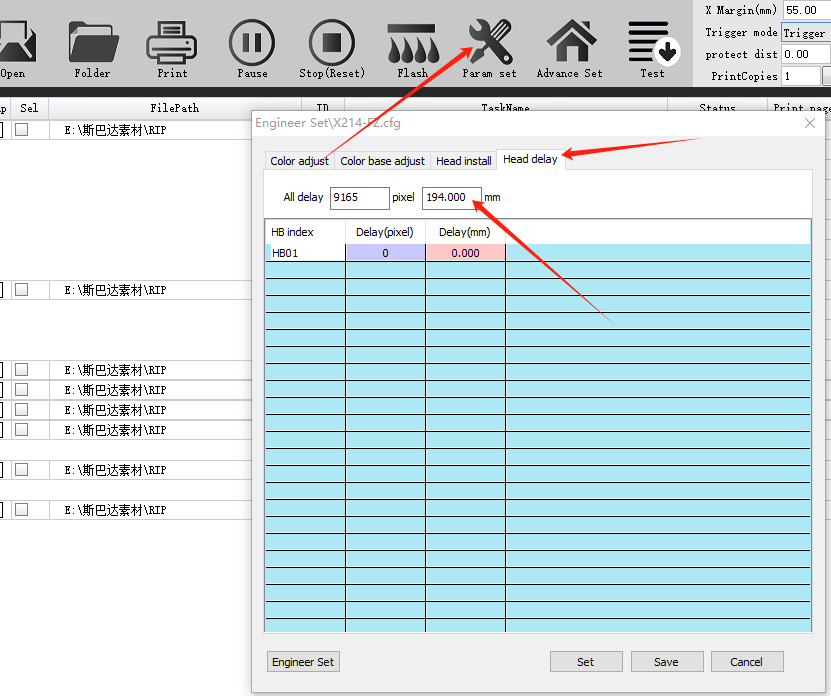 X Margin(mm) 55.00
Trigger mode Trigger
protect dist 0.00
PrintCopies 1
Open Folder Print Pause Stop(Reset) Flash Param set Advance Set Test
Sel FilePath ID TaskName Status Print page
Engineer Set\X214-FZ.cfg
E:\斯巴达素材\RIP
Color adjust Color base adjust Head install Head delay
All delay 9165 pixel 194.000 mm
HB index Delay(pixel) Delay(mm)
HB01 0 0.000
E:\斯巴达素材\RIP
E:\斯巴达素材\RIP
E:\斯巴达素材\RIP
E:\斯巴达素材\RIP
E:\斯巴达素材\RIP
E:\斯巴达素材\RIP
E:\斯巴达素材\RIP
Engineer Set Set Save Cancel